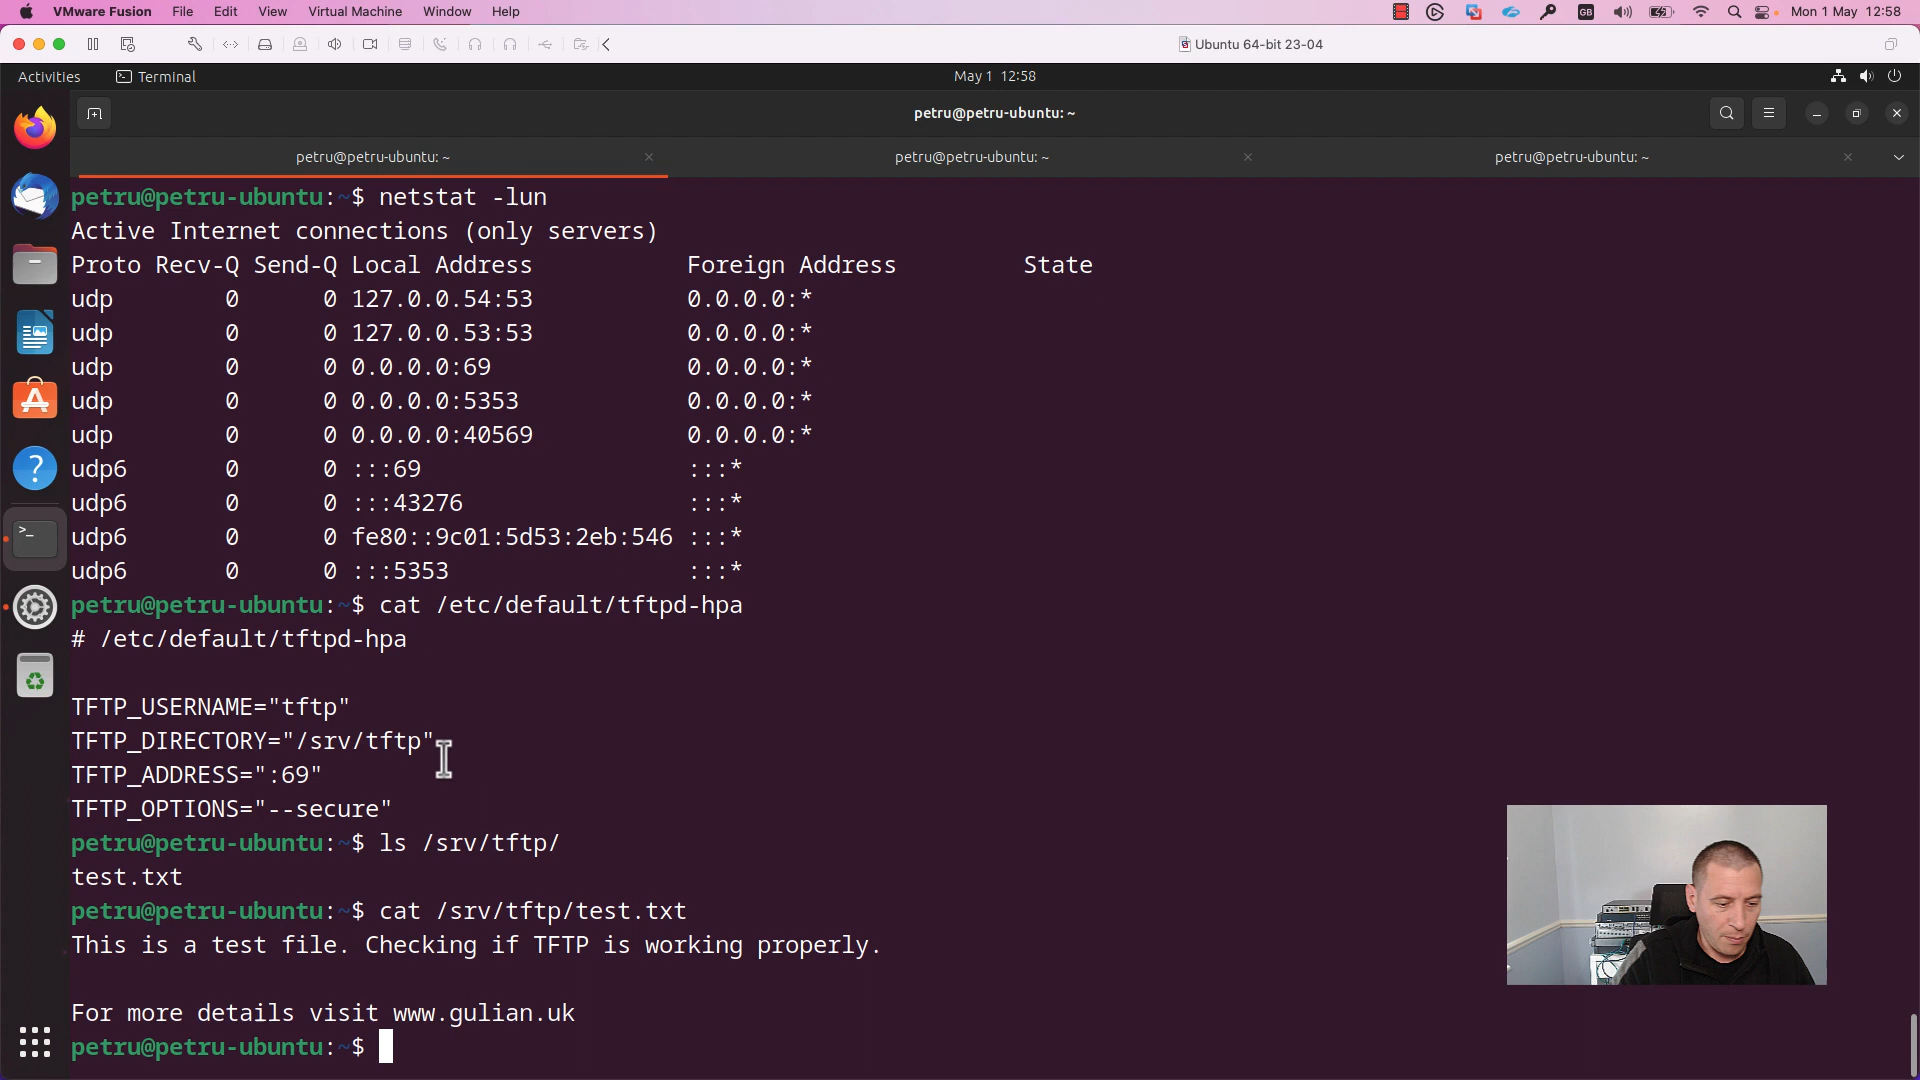 VMware Fusion File Edit View Virtual Machine Window Help GB Mon 1 May 12:58
Ubuntu 64-bit 23-04
Activities Terminal May 1 12:58
petru@petru-ubuntu: ~
petru@petru-ubuntu: ~ petru@petru-ubuntu: ~ petru@petru-ubuntu: ~
petru@petru-ubuntu:~$ netstat -lun
Active Internet connections (only servers)
Proto Recv-Q Send-Q Local Address Foreign Address State
udp 0 0 127.0.0.54:53 0.0.0.0:*
udp 0 0 127.0.0.53:53 0.0.0.0:*
udp 0 0 0.0.0.0:69 0.0.0.0:*
udp 0 0 0.0.0.0:5353 0.0.0.0:*
udp 0 0 0.0.0.0:40569 0.0.0.0:*
udp6 0 0 :::69 :::*
udp6 0 0 :::43276 :::*
udp6 0 0 fe80::9c01:5d53:2eb:546 :::*
udp6 0 0 :::5353 :::*
petru@petru-ubuntu:~$ cat /etc/default/tftpd-hpa
# /etc/default/tftpd-hpa
TFTP_USERNAME="tftp"
TFTP_DIRECTORY="/srv/tftp"
TFTP_ADDRESS=":69"
TFTP_OPTIONS="--secure"
petru@petru-ubuntu:~$ ls /srv/tftp/
test.txt
petru@petru-ubuntu:~$ cat /srv/tftp/test.txt
This is a test file. Checking if TFTP is working properly.
For more details visit www.gulian.uk
petru@petru-ubuntu:~$